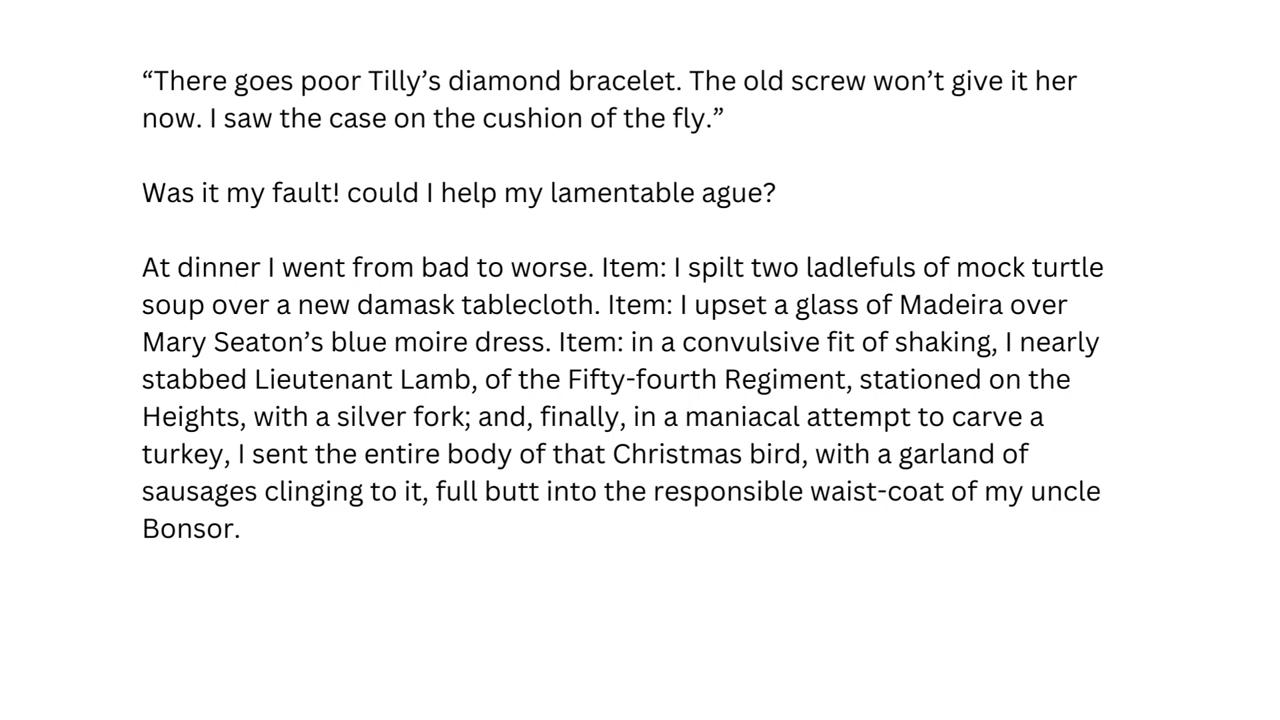 “There goes poor Tilly’s diamond bracelet. The old screw won’t give it her
now. I saw the case on the cushion of the fly.”
Was it my fault! could I help my lamentable ague?
At dinner I went from bad to worse. Item: I spilt two ladlefuls of mock turtle
soup over a new damask tablecloth. Item: I upset a glass of Madeira over
Mary Seaton’s blue moire dress. Item: in a convulsive fit of shaking, I nearly
stabbed Lieutenant Lamb, of the Fifty-fourth Regiment, stationed on the
Heights, with a silver fork; and, finally, in a maniacal attempt to carve a
turkey, I sent the entire body of that Christmas bird, with a garland of
sausages clinging to it, full butt into the responsible waist-coat of my uncle
Bonsor.